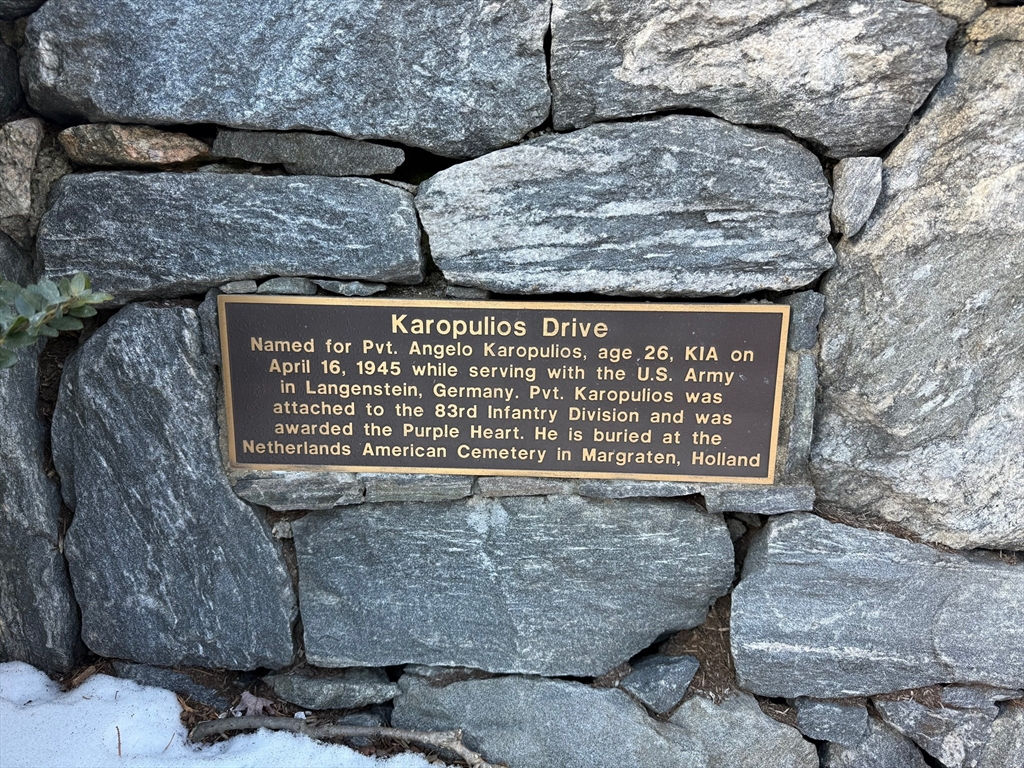 Karopulios Drive
Named for Pvt. Angelo Karopulios, age 26, KIA on
April 16, 1945 while serving with the U.S. Army
in Langenstein, Germany. Pvt. Karopulios was
attached to the 83rd Infantry Division and was
awarded the Purple Heart. He is buried at the
Netherlands American Cemetery in Margraten, Holland